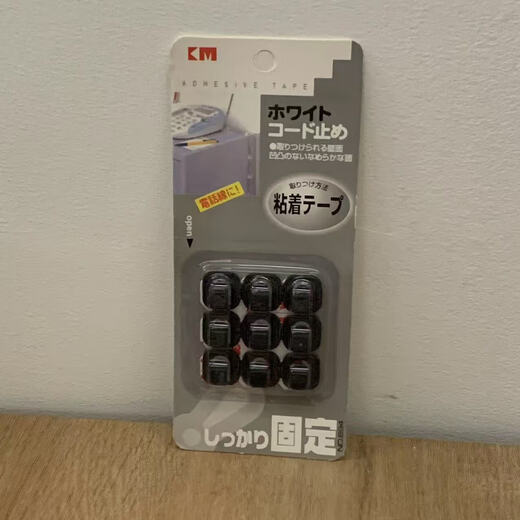 KM
ADHESIVE TAPE
ホワイト
コード止め
●取りつけられる壁面
凹凸のないなめらかな面
取りつけ方法
粘着テープ
電話線に!
open
しっかり固定